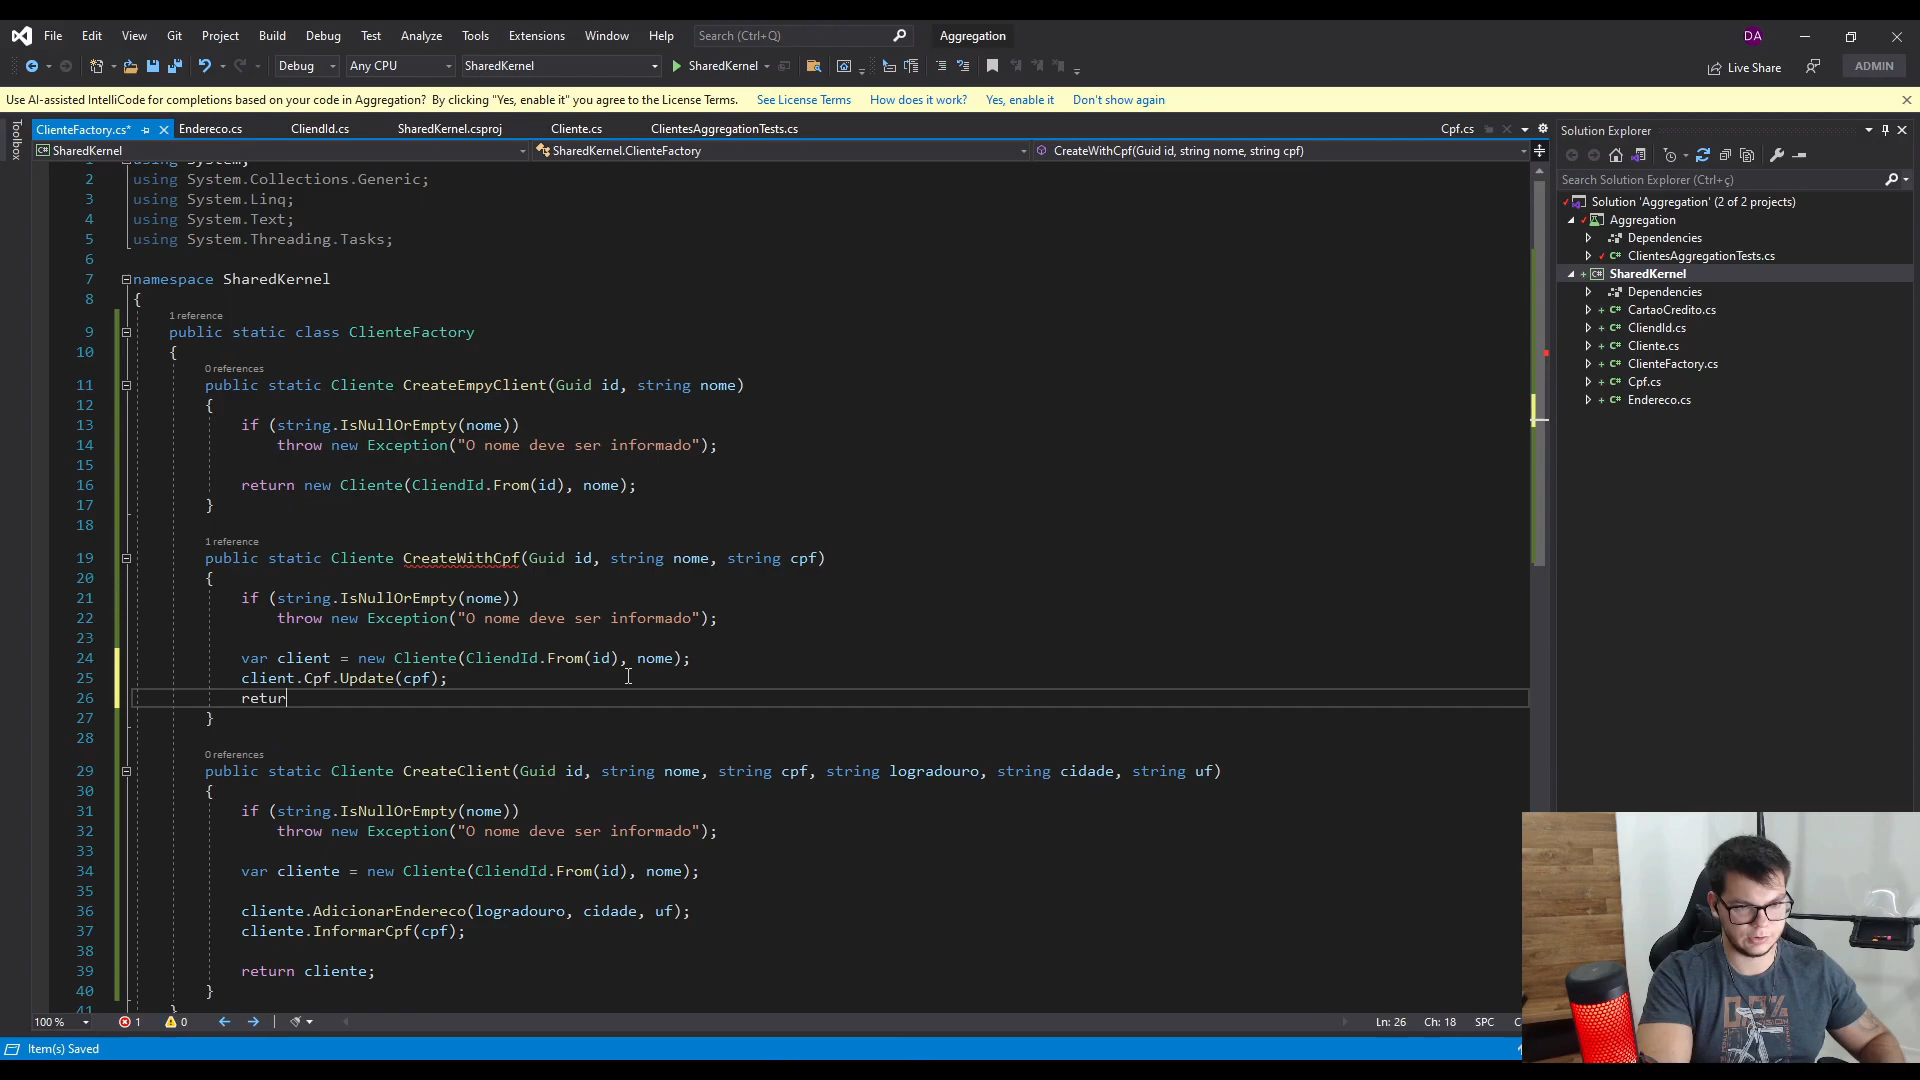 File Edit View Git Project Build Debug Test Analyze Tools Extensions Window Help Search (Ctrl+Q) Aggregation DA
Debug Any CPU SharedKernel SharedKernel Live Share ADMIN
Use AI-assisted IntelliCode for completions based on your code in Aggregation? By clicking "Yes, enable it" you agree to the License Terms. See License Terms How does it work? Yes, enable it Don't show again
Toolbox
ClienteFactory.cs* Endereco.cs CliendId.cs SharedKernel.csproj Cliente.cs ClientesAggregationTests.cs Cpf.cs
SharedKernel SharedKernel.ClienteFactory CreateWithCpf(Guid id, string nome, string cpf)
1 using System;
2 using System.Collections.Generic;
3 using System.Linq;
4 using System.Text;
5 using System.Threading.Tasks;
6
7 namespace SharedKernel
8 {
1 reference
9 public static class ClienteFactory
10 {
0 references
11 public static Cliente CreateEmpyClient(Guid id, string nome)
12 {
13 if (string.IsNullOrEmpty(nome))
14 throw new Exception("O nome deve ser informado");
15
16 return new Cliente(CliendId.From(id), nome);
17 }
18
1 reference
19 public static Cliente CreateWithCpf(Guid id, string nome, string cpf)
20 {
21 if (string.IsNullOrEmpty(nome))
22 throw new Exception("O nome deve ser informado");
23
24 var client = new Cliente(CliendId.From(id), nome);
25 client.Cpf.Update(cpf);
26 retur
27 }
28
0 references
29 public static Cliente CreateClient(Guid id, string nome, string cpf, string logradouro, string cidade, string uf)
30 {
31 if (string.IsNullOrEmpty(nome))
32 throw new Exception("O nome deve ser informado");
33
34 var cliente = new Cliente(CliendId.From(id), nome);
35
36 cliente.AdicionarEndereco(logradouro, cidade, uf);
37 cliente.InformarCpf(cpf);
38
39 return cliente;
40 }
41 }
100 % 1 0 Ln: 26 Ch: 18 SPC
Item(s) Saved
Solution Explorer
Search Solution Explorer (Ctrl+ç)
Solution 'Aggregation' (2 of 2 projects)
Aggregation
Dependencies
ClientesAggregationTests.cs
SharedKernel
Dependencies
CartaoCredito.cs
CliendId.cs
Cliente.cs
ClienteFactory.cs
Cpf.cs
Endereco.cs